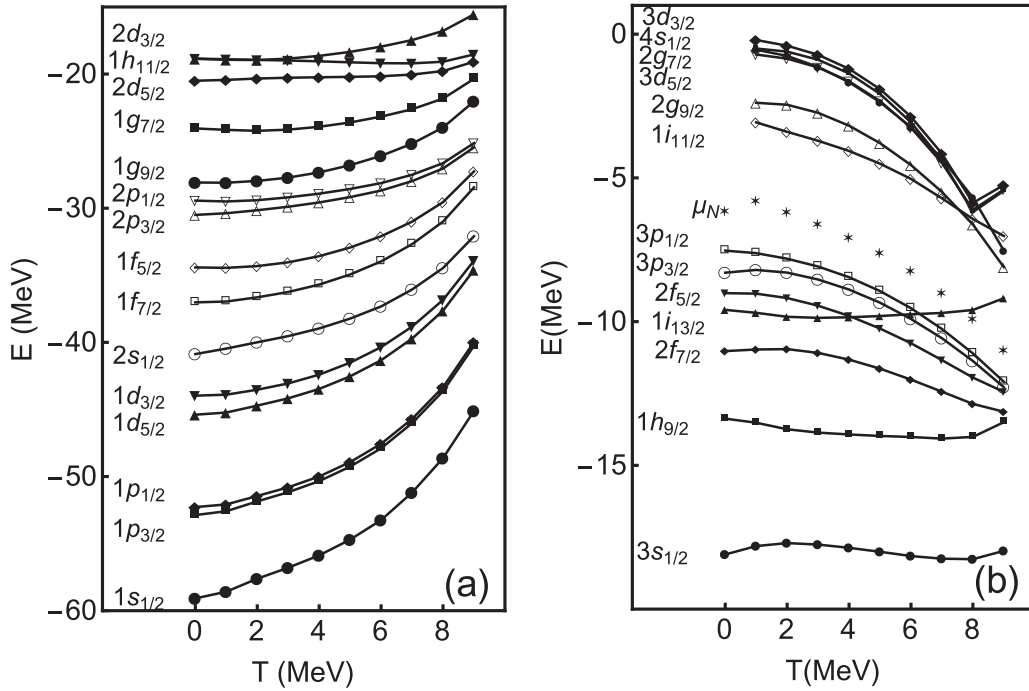 2d3/2
1h11/2
2d5/2
1g7/2
1g9/2
2p1/2
2p3/2
1f5/2
1f7/2
2s1/2
1d3/2
1d5/2
1p1/2
1p3/2
1s1/2
−20
−30
−40
−50
−60
E (MeV)
0 2 4 6 8
T (MeV)
(a)
3d3/2
4s1/2
2g7/2
3d5/2
2g9/2
1i11/2
μN
3p1/2
3p3/2
2f5/2
1i13/2
2f7/2
1h9/2
3s1/2
0
−5
−10
−15
E(MeV)
0 2 4 6 8
T(MeV)
(b)